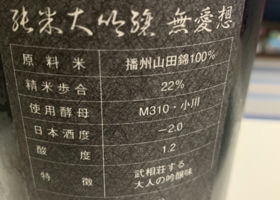 純米大吟醸 無愛想
原料米 播州山田錦100%
精米歩合 22%
使用酵母 M310・小川
日本酒度 −2.0
酸度 1.2
特徴 武相荘する
大人の吟醸味